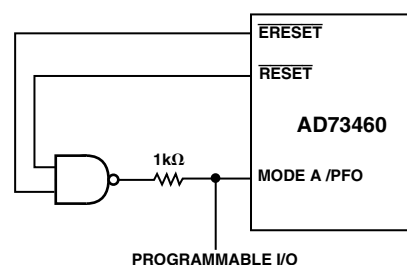 ERESET
RESET
AD73460
1kΩ
MODE A /PFO
PROGRAMMABLE I/O